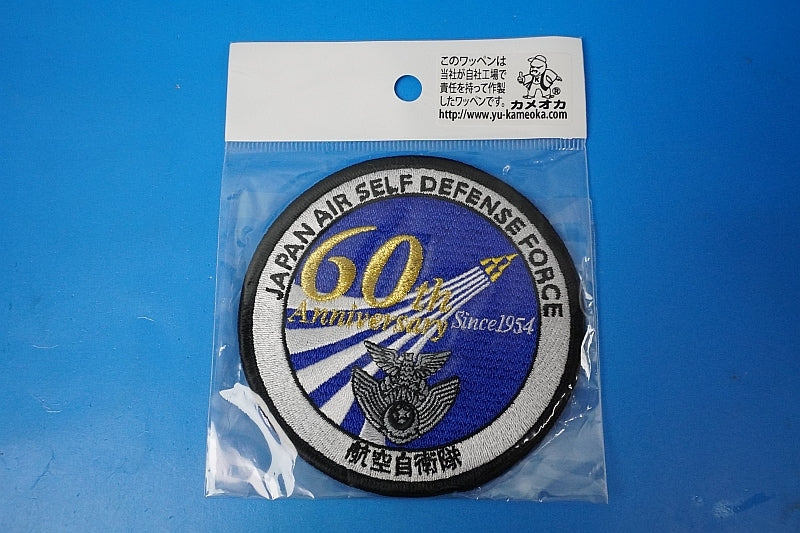 このワッペンは
当社が自社工場で
責任を持って作製
したワッペンです。
K
カメオカ®
http://www.yu-kameoka.com
JAPAN AIR SELF DEFENSE FORCE
60th
Anniversary
Since1954
航空自衛隊